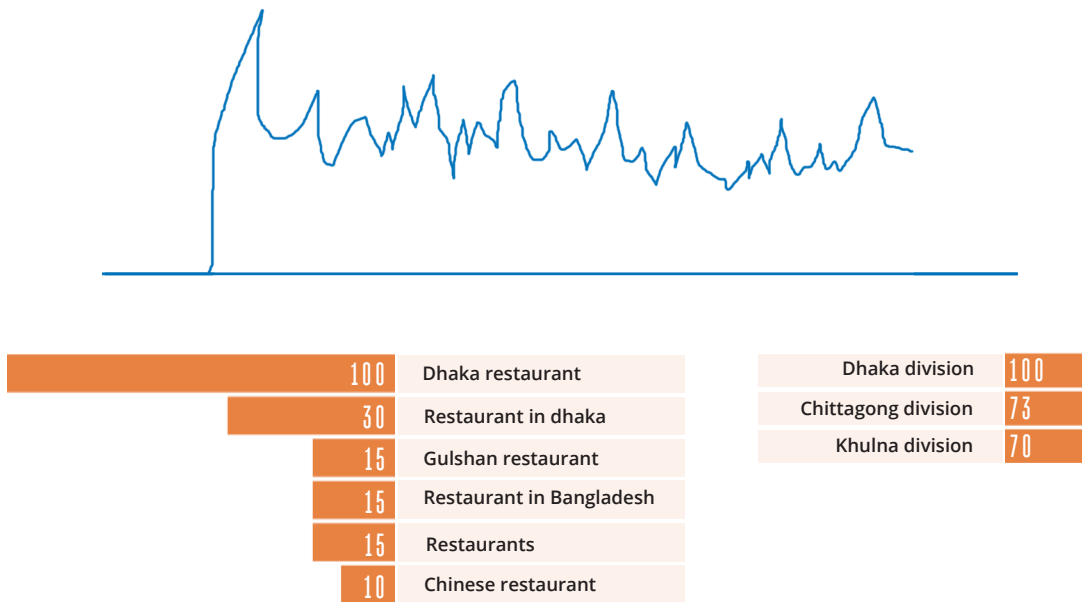 100 Dhaka restaurant
30 Restaurant in dhaka
15 Gulshan restaurant
15 Restaurant in Bangladesh
15 Restaurants
10 Chinese restaurant
Dhaka division 100
Chittagong division 73
Khulna division 70